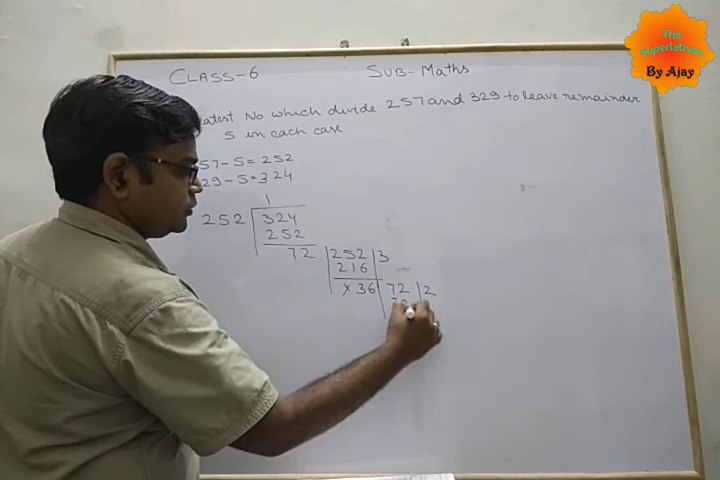 The
Superlatives
By Ajay
CLASS-6 SUB- Maths
No which divide 257 and 329 to leave remainder
5 in each case
57-5=252
29-5=324
1
252 324
252
72 252 3
216
x 36 72 2